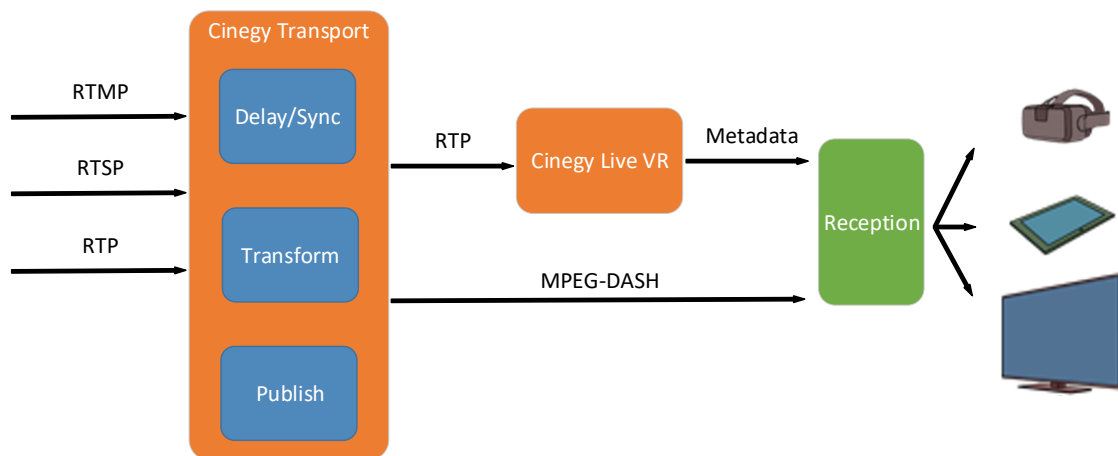 Cinegy Transport
RTMP
Delay/Sync
RTSP
RTP
Transform
Publish
RTP
Cinegy Live VR
Metadata
MPEG-DASH
Reception